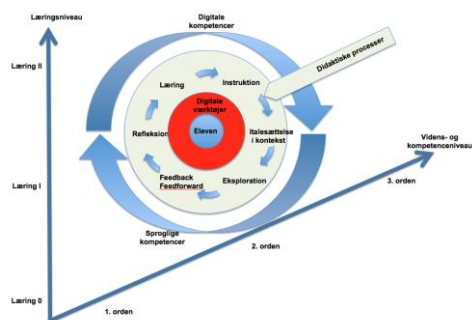 Læringsniveau
Digitale
kompetencer
Didaktiske processer
Læring II
Læring
Instruktion
Digitale
værktøjer
Refleksion
Eleven
Italesættelse
i kontekst
Videns- og
kompetenceniveau
Feedback
Feedforward
Eksploration
Læring I
3. orden
Sproglige
kompetencer
2. orden
Læring 0
1. orden